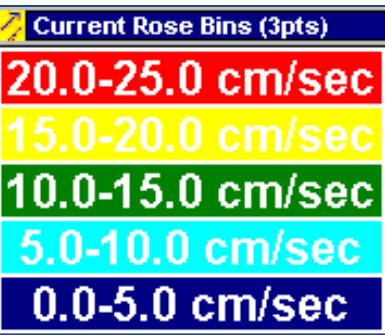 Current Rose Bins (3pts)
20.0-25.0 cm/sec
15.0-20.0 cm/sec
10.0-15.0 cm/sec
5.0-10.0 cm/sec
0.0-5.0 cm/sec